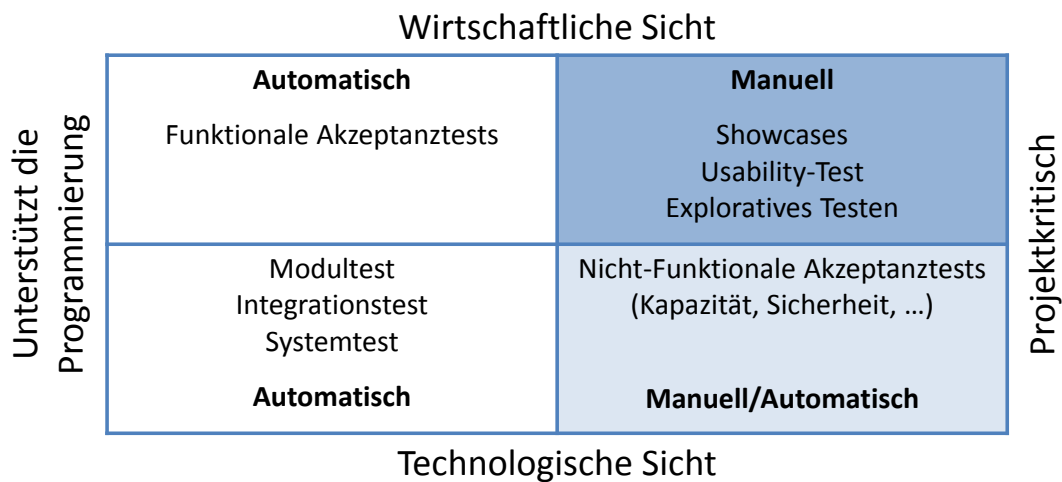 Wirtschaftliche Sicht
Unterstützt die
Programmierung
Automatisch
Funktionale Akzeptanztests
Manuell
Showcases
Usability-Test
Exploratives Testen
Modultest
Integrationstest
Systemtest
Automatisch
Nicht-Funktionale Akzeptanztests
(Kapazität, Sicherheit, …)
Manuell/Automatisch
Projektkritisch
Technologische Sicht